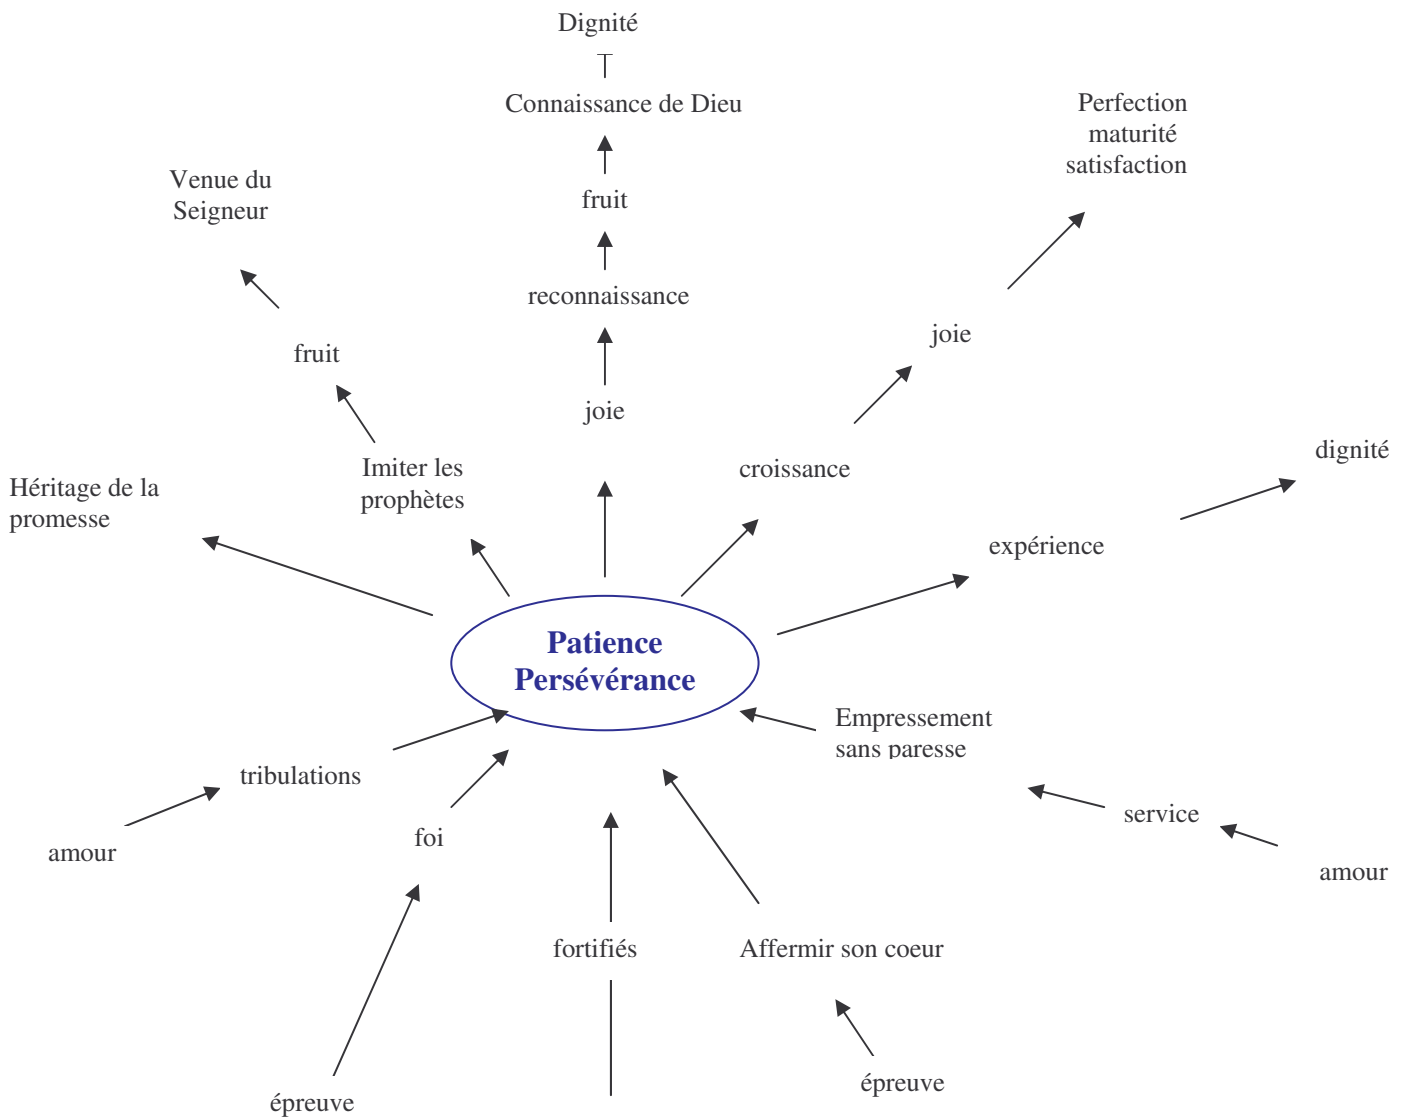 Dignité
Connaissance de Dieu
Perfection
maturité
satisfaction
Venue du
Seigneur
fruit
reconnaissance
joie
fruit
joie
dignité
Imiter les
prophètes
croissance
Héritage de la
promesse
expérience
Patience
Persévérance
Empressement
sans paresse
tribulations
service
foi
amour
amour
fortifiés
Affermir son coeur
épreuve
épreuve